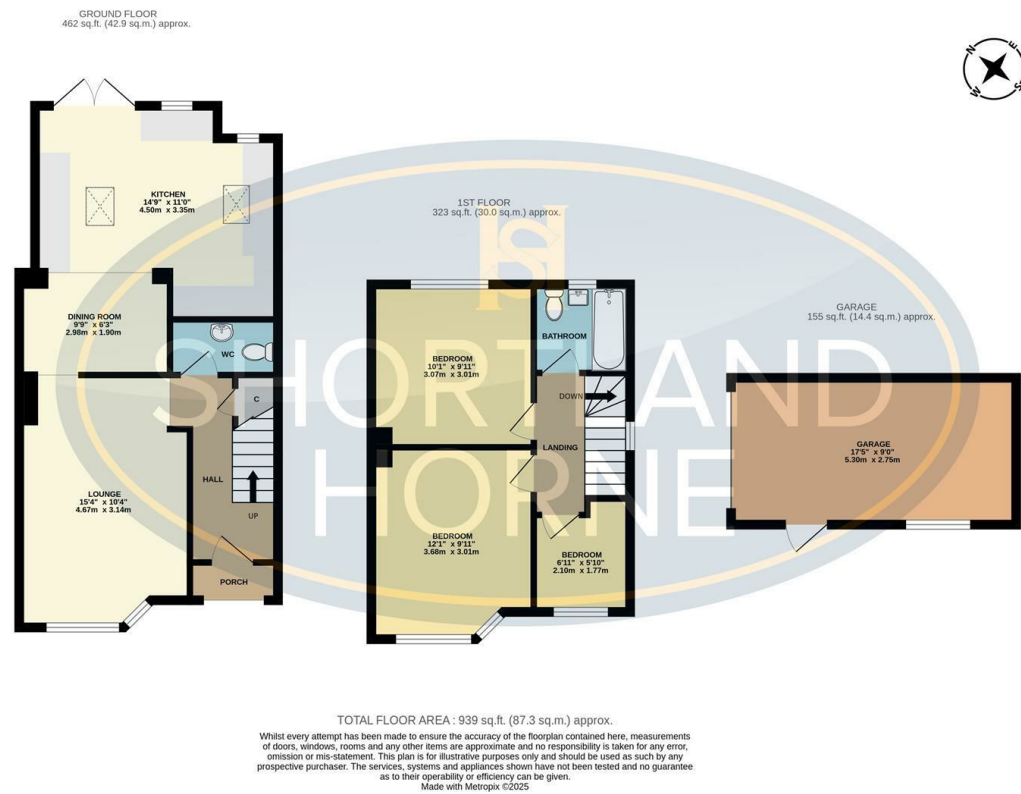 GROUND FLOOR
462 sq.ft. (42.9 sq.m.) approx.
N
E
S
W
KITCHEN
14'9" x 11'0"
4.50m x 3.35m
1ST FLOOR
323 sq.ft. (30.0 sq.m.) approx.
SH
DINING ROOM
9'9" x 6'3"
2.98m x 1.90m
WC
C
HALL
UP
LOUNGE
15'4" x 10'4"
4.67m x 3.14m
PORCH
BEDROOM
10'1" x 9'11"
3.07m x 3.01m
BATHROOM
DOWN
LANDING
BEDROOM
12'1" x 9'11"
3.68m x 3.01m
BEDROOM
6'11" x 5'10"
2.10m x 1.77m
GARAGE
155 sq.ft. (14.4 sq.m.) approx.
GARAGE
17'5" x 9'0"
5.30m x 2.75m
SHORTLAND
HORNE
TOTAL FLOOR AREA : 939 sq.ft. (87.3 sq.m.) approx.
Whilst every attempt has been made to ensure the accuracy of the floorplan contained here, measurements
of doors, windows, rooms and any other items are approximate and no responsibility is taken for any error,
omission or mis-statement. This plan is for illustrative purposes only and should be used as such by any
prospective purchaser. The services, systems and appliances shown have not been tested and no guarantee
as to their operability or efficiency can be given.
Made with Metropix ©2025